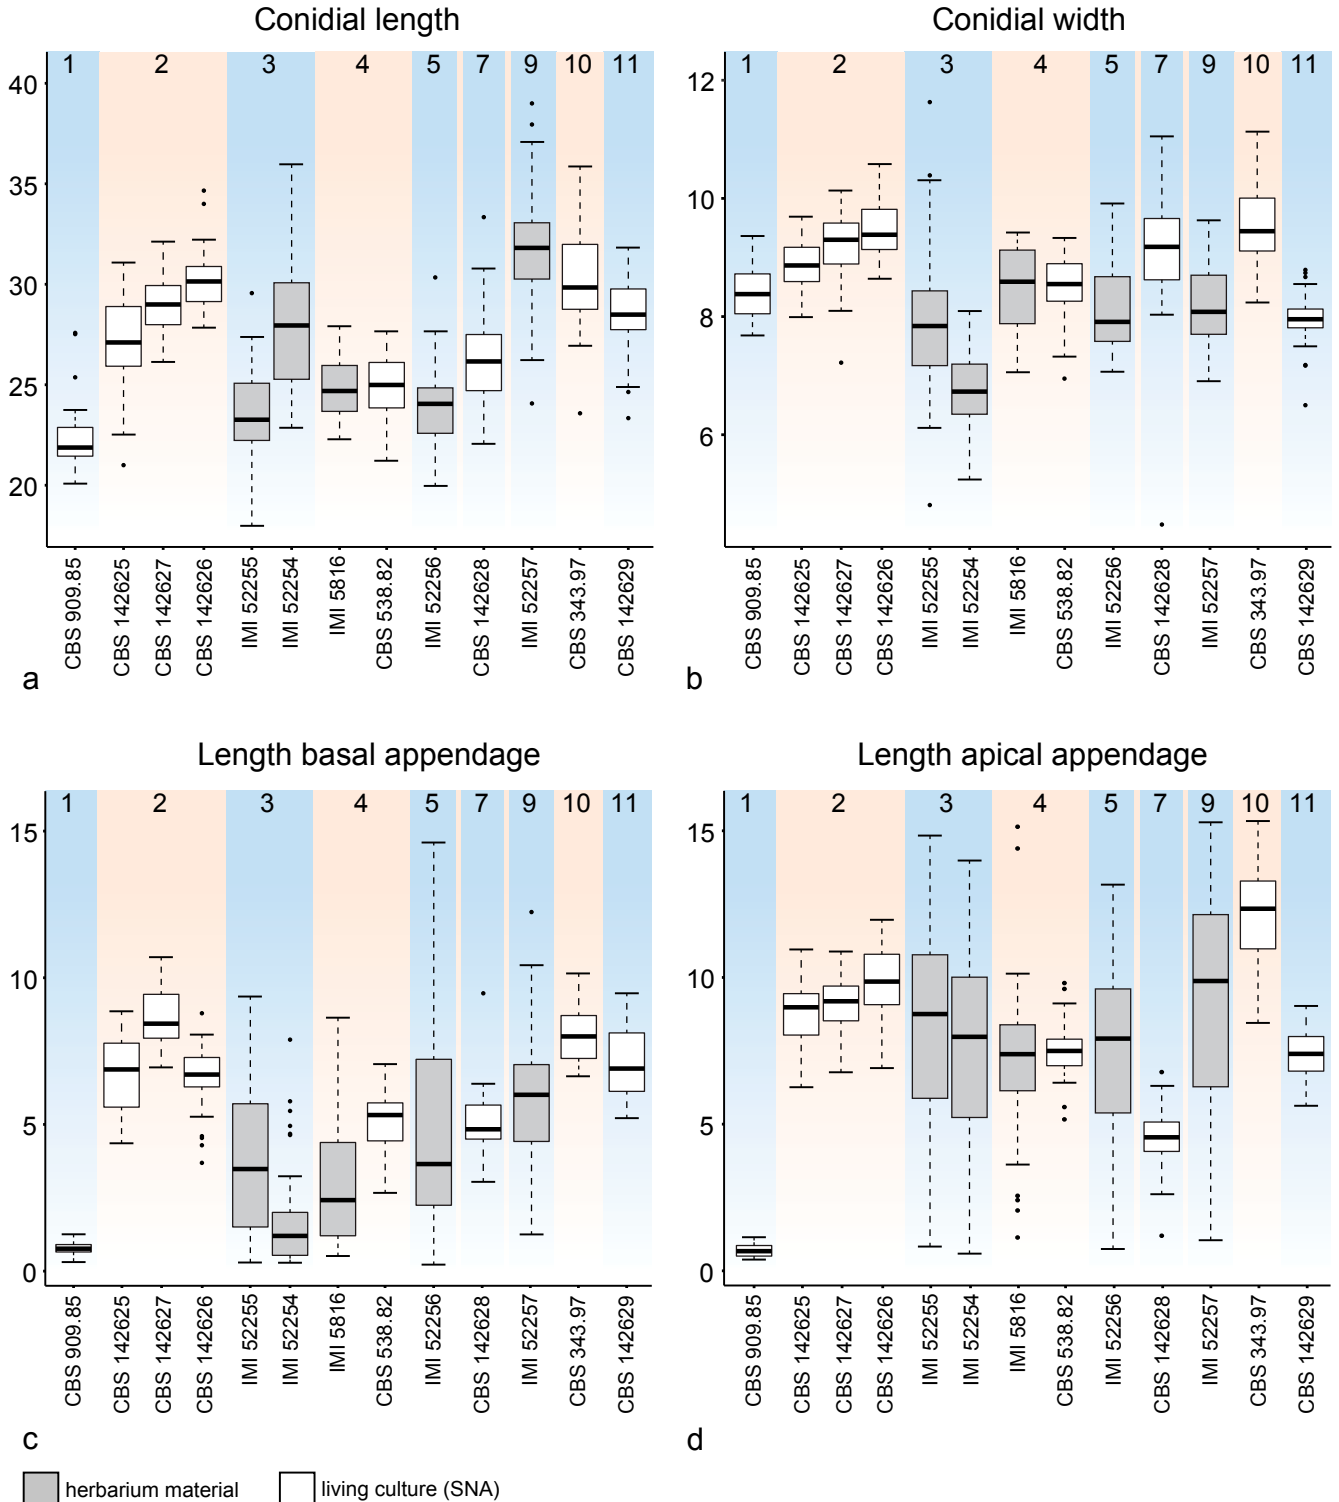 Conidial length
1 2 3 4 5 7 9 10 11
40
35
30
25
20
CBS 909.85
CBS 142625
CBS 142627
CBS 142626
IMI 52255
IMI 52254
IMI 5816
CBS 538.82
IMI 52256
CBS 142628
IMI 52257
CBS 343.97
CBS 142629
a
Conidial width
1 2 3 4 5 7 9 10 11
12
10
8
6
CBS 909.85
CBS 142625
CBS 142627
CBS 142626
IMI 52255
IMI 52254
IMI 5816
CBS 538.82
IMI 52256
CBS 142628
IMI 52257
CBS 343.97
CBS 142629
b
Length basal appendage
1 2 3 4 5 7 9 10 11
15
10
5
0
CBS 909.85
CBS 142625
CBS 142627
CBS 142626
IMI 52255
IMI 52254
IMI 5816
CBS 538.82
IMI 52256
CBS 142628
IMI 52257
CBS 343.97
CBS 142629
c
Length apical appendage
1 2 3 4 5 7 9 10 11
15
10
5
0
CBS 909.85
CBS 142625
CBS 142627
CBS 142626
IMI 52255
IMI 52254
IMI 5816
CBS 538.82
IMI 52256
CBS 142628
IMI 52257
CBS 343.97
CBS 142629
d
herbarium material
living culture (SNA)